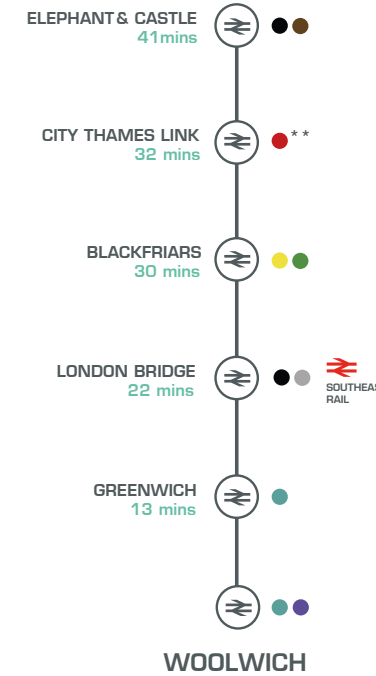 ELEPHANT & CASTLE
41mins
CITY THAMES LINK
**
32 mins
BLACKFRIARS
30 mins
LONDON BRIDGE
22 mins
SOUTHEAS
RAIL
GREENWICH
13 mins
WOOLWICH